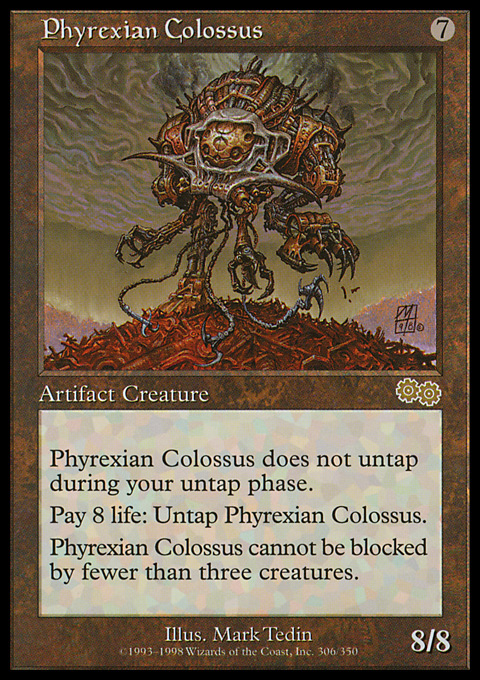 Phyrexian Colossus 7
Artifact Creature
Phyrexian Colossus does not untap
during your untap phase.
Pay 8 life: Untap Phyrexian Colossus.
Phyrexian Colossus cannot be blocked
by fewer than three creatures.
Illus. Mark Tedin
©1993–1998 Wizards of the Coast, Inc. 306/350
8/8